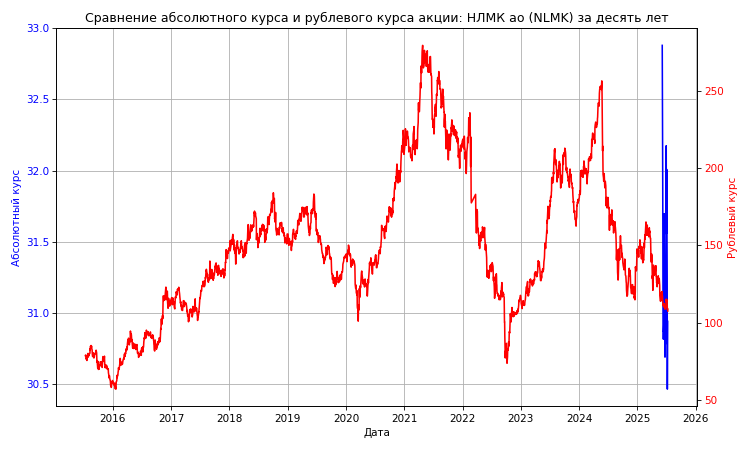 Сравнение абсолютного курса и рублевого курса акции: НЛМК ао (NLMK) за десять лет
33.0
32.5
32.0
31.5
31.0
30.5
Абсолютный курс
250
200
150
100
50
Рублевый курс
2016 2017 2018 2019 2020 2021 2022 2023 2024 2025 2026
Дата